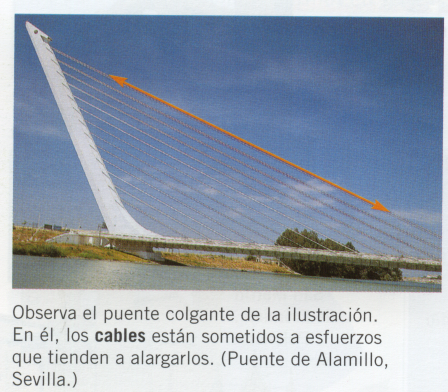 Observa el puente colgante de la ilustración.
En él, los cables están sometidos a esfuerzos
que tienden a alargarlos. (Puente de Alamillo,
Sevilla.)